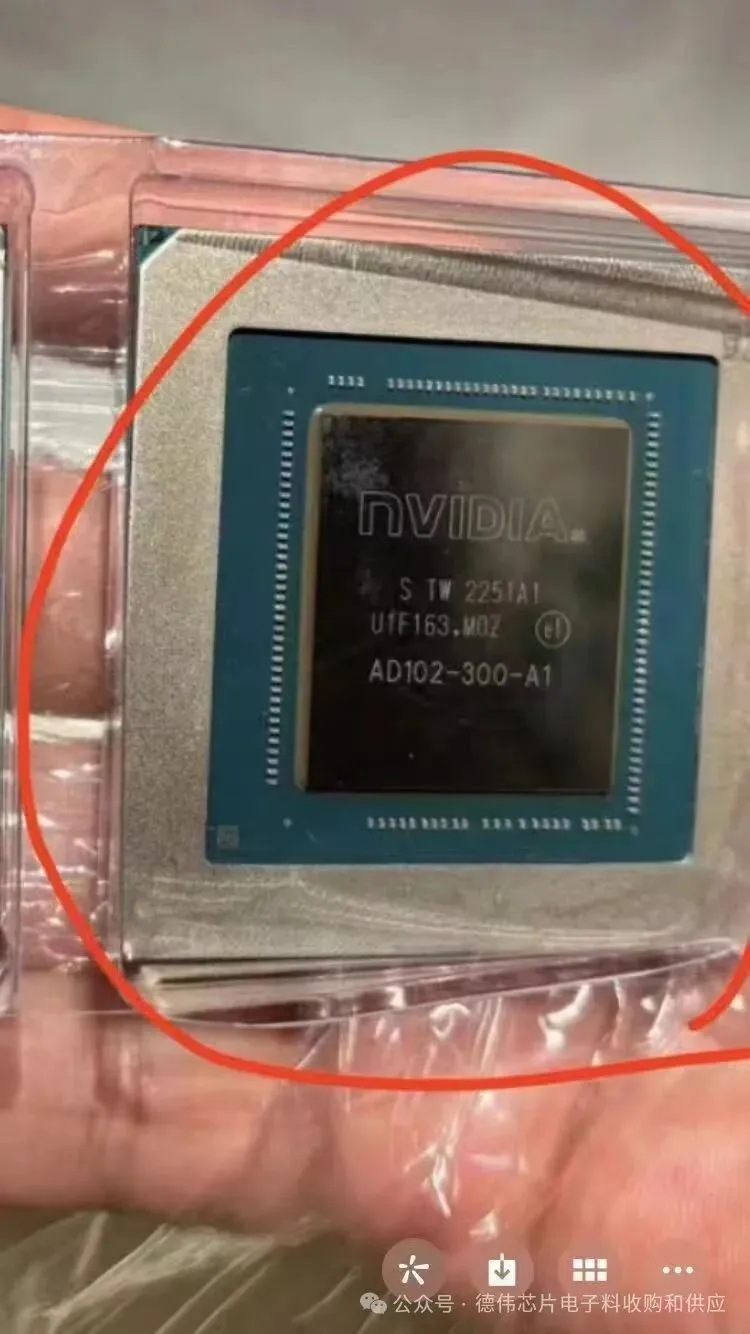 NVIDIA
S TW 2251A1
U1F163.M0Z e1
AD102-300-A1
公众号·德伟芯片电子料收购和供应